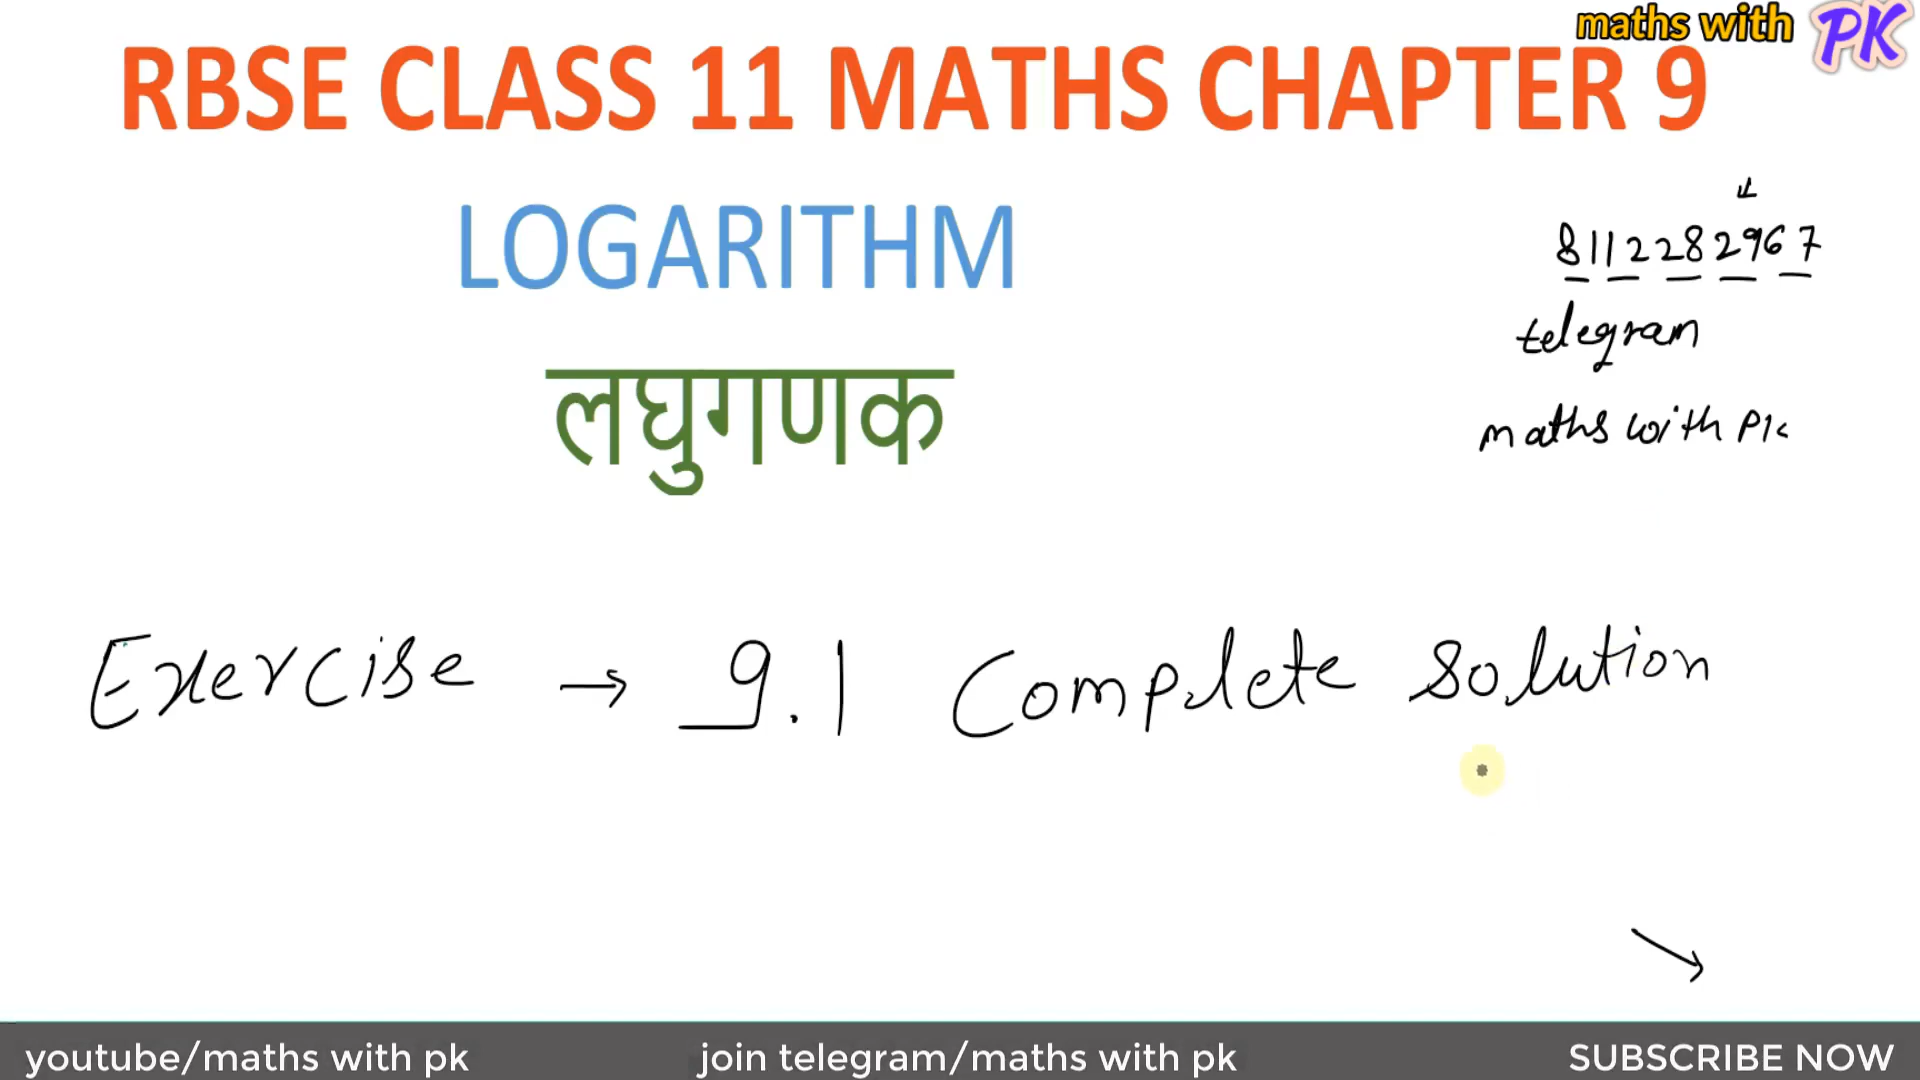 maths with PK
RBSE CLASS 11 MATHS CHAPTER 9
LOGARITHM
8112282967
telegram
लघुगणक
maths with PK
Exercise → 9.1 Complete Solution
youtube/maths with pk
join telegram/maths with pk
SUBSCRIBE NOW